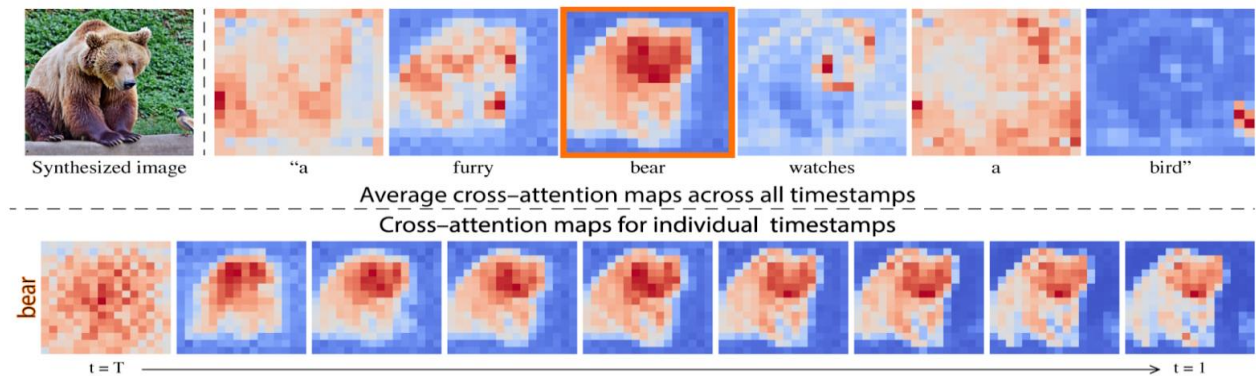 Synthesized image
“a
furry
bear
watches
a
bird”
Average cross–attention maps across all timestamps
Cross–attention maps for individual timestamps
bear
t = T
t = 1